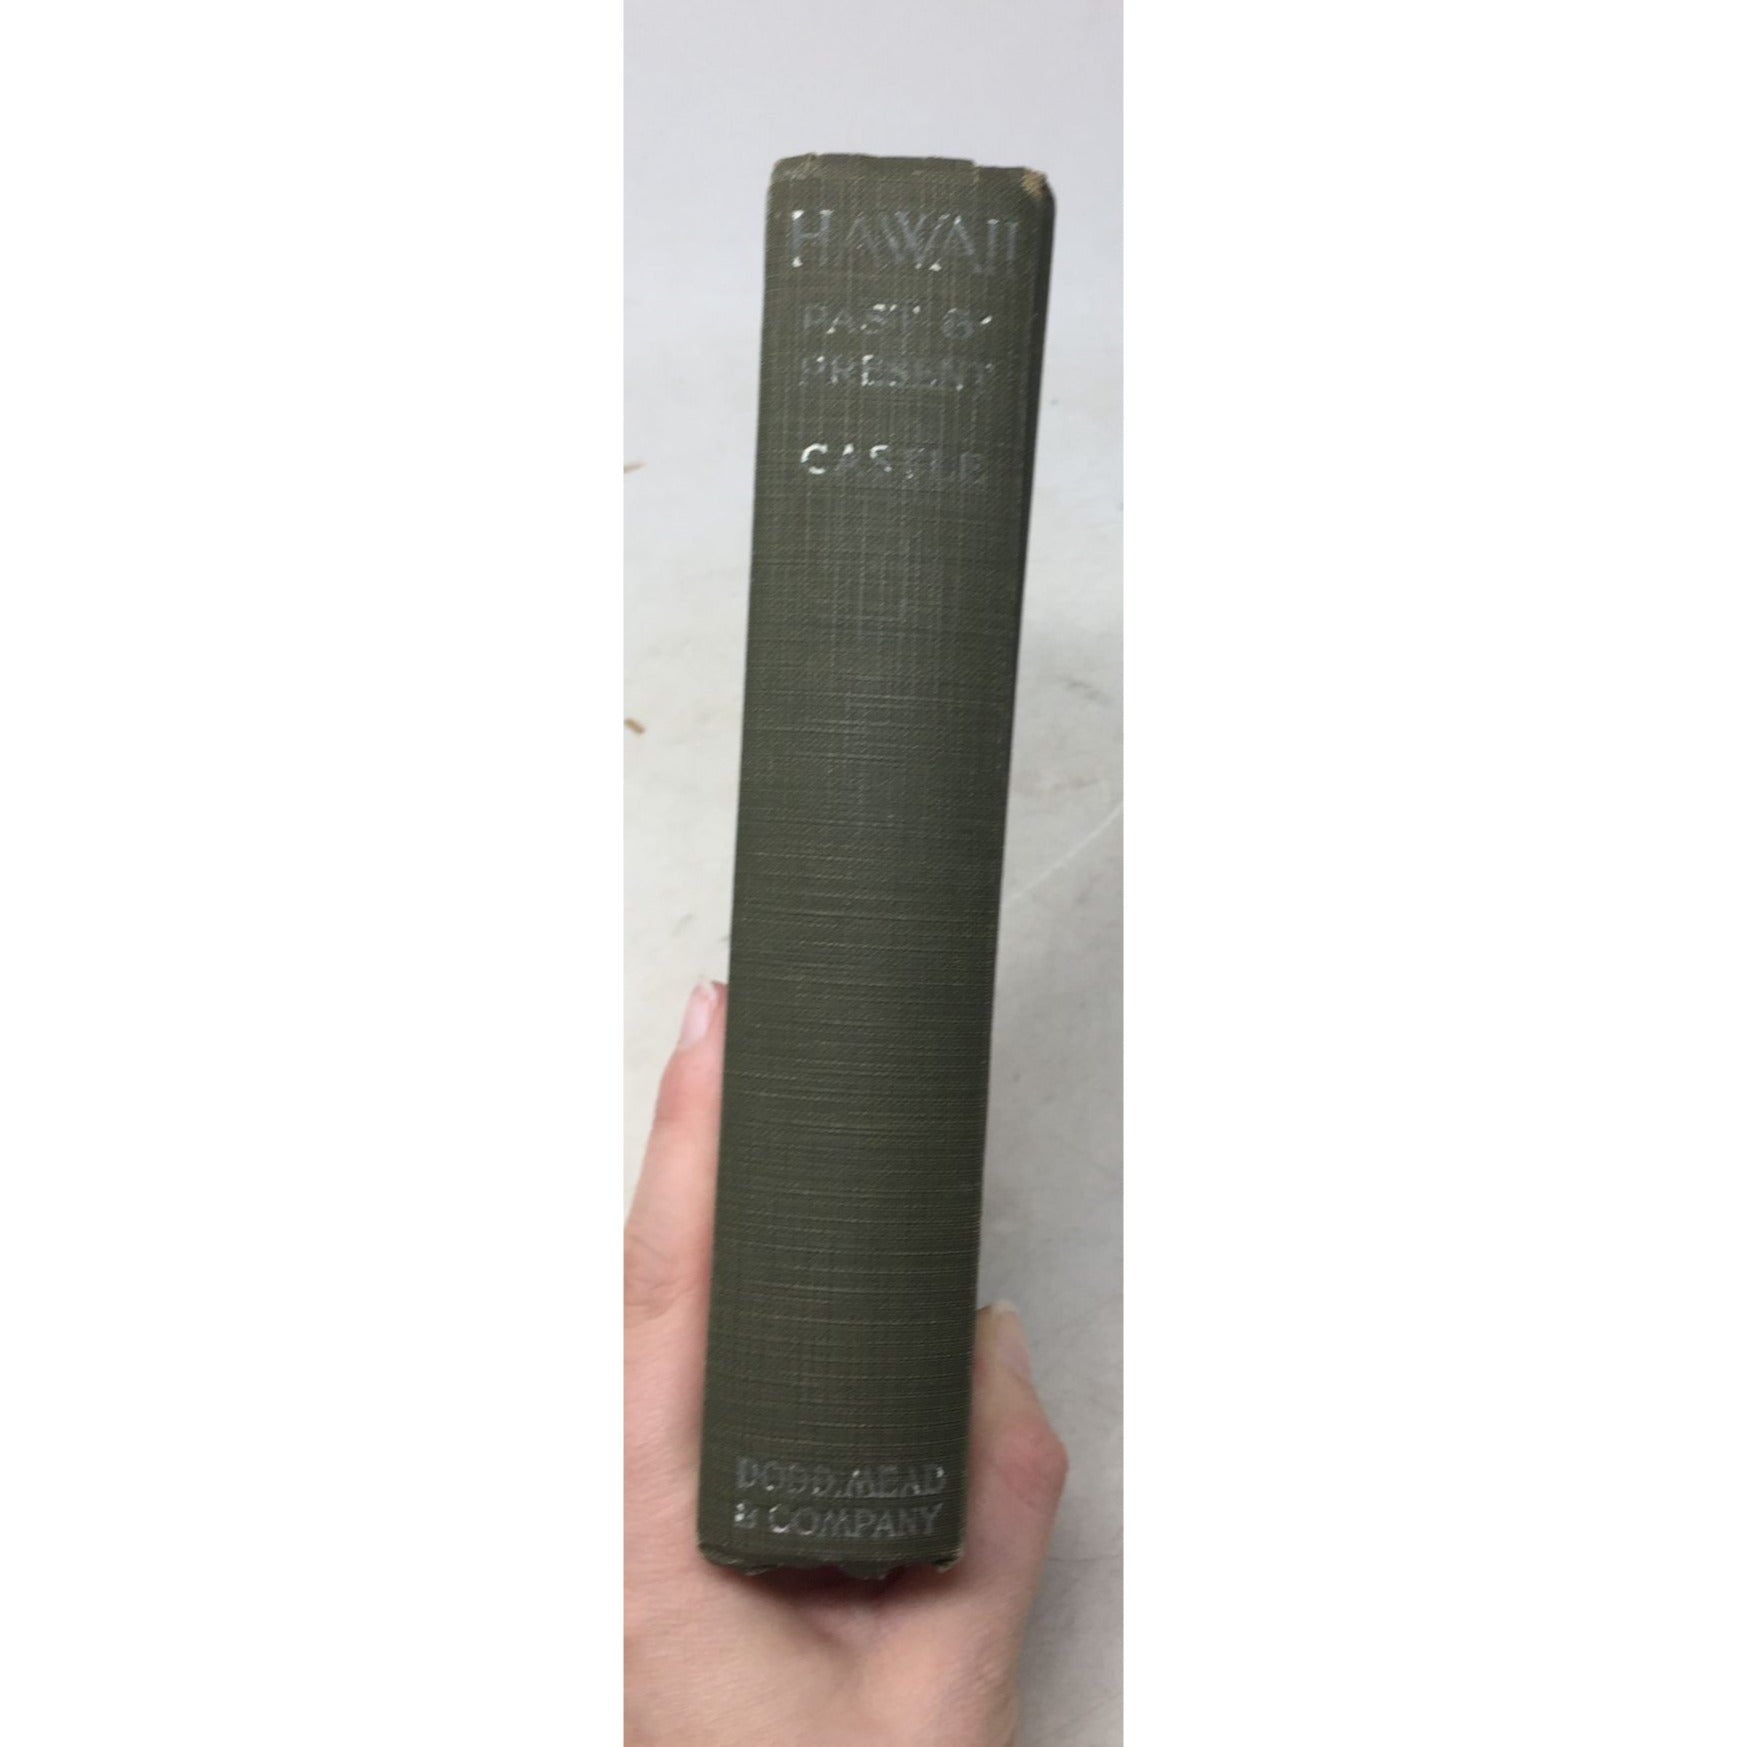 HAWAII
PAST &
PRESENT
CASTLE
DODD, MEAD
& COMPANY